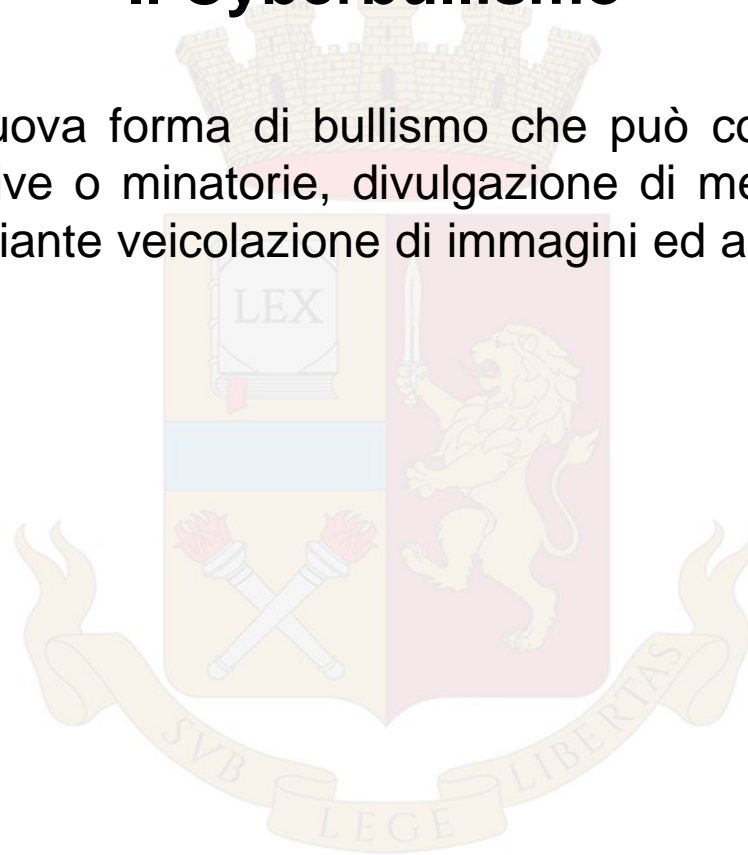 Il Cyberbullismo
uova forma di bullismo che può co
ive o minatorie, divulgazione di me
iante veicolazione di immagini ed a
LEX
SVB LEGE LIBERTAS